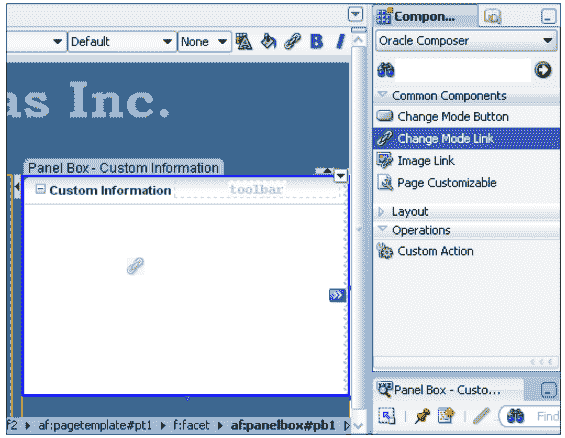 Compon...
Oracle Composer
Default
None
B
I
as Inc.
Common Components
Change Mode Button
Change Mode Link
Image Link
Page Customizable
Layout
Operations
Custom Action
Panel Box - Custom Information
Custom Information
toolbar
Panel Box - Custo...
Find
f2 af:pagetemplate#pt1 f:facet af:panelbox#pb1